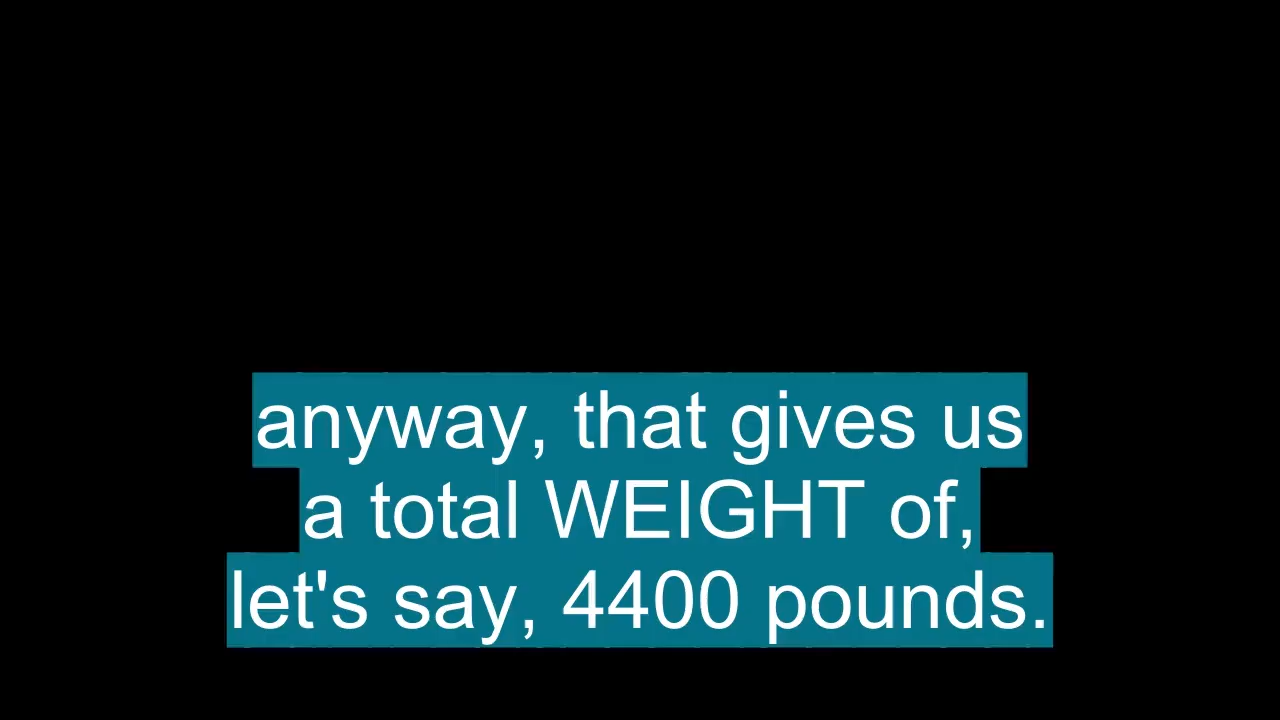 anyway, that gives us
a total WEIGHT of,
let's say, 4400 pounds.